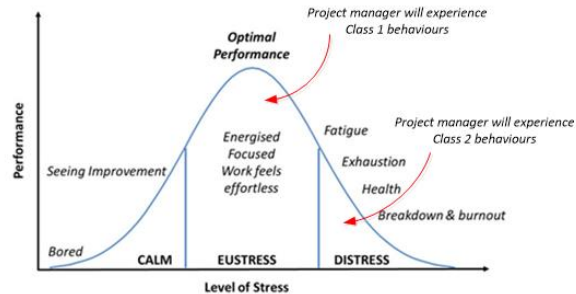 Project manager will experience
Class 1 behaviours
Optimal
Performance
Project manager will experience
Class 2 behaviours
Fatigue
Energised
Focused
Work feels
effortless
Exhaustion
Seeing Improvement
Health
Breakdown & burnout
Bored
CALM
EUSTRESS
DISTRESS
Performance
Level of Stress